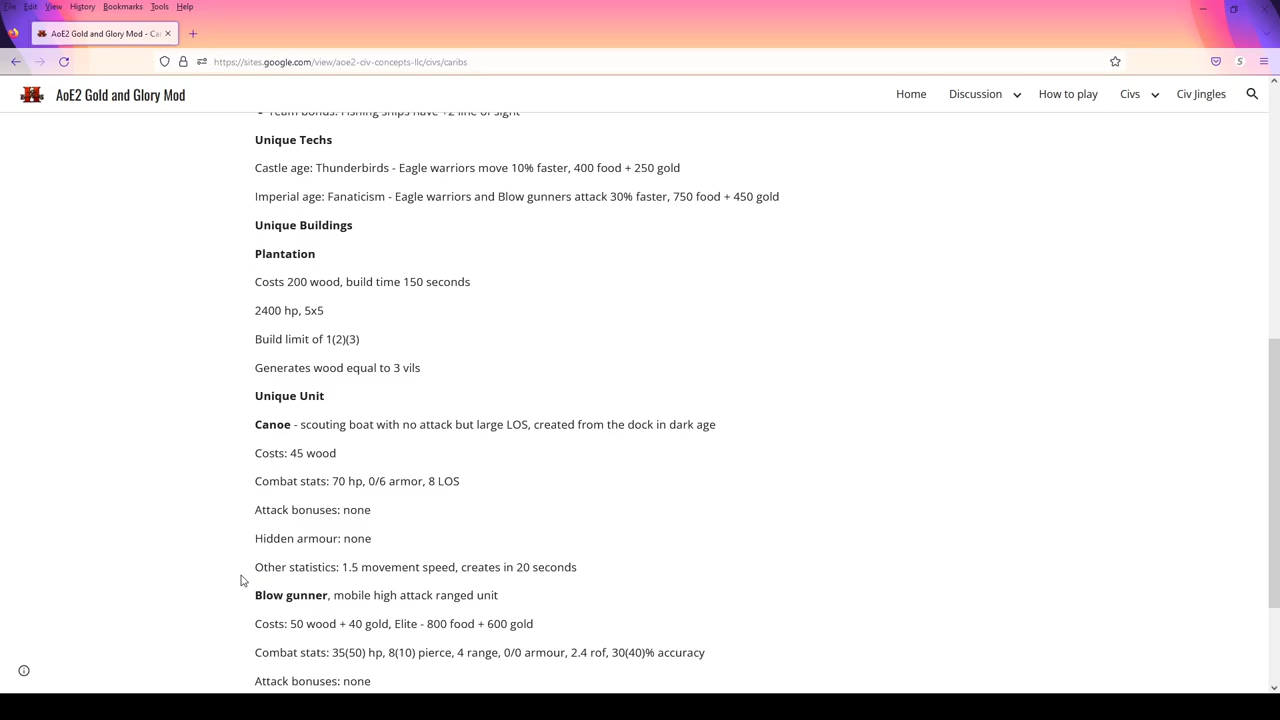 File Edit View History Bookmarks Tools Help
AoE2 Gold and Glory Mod - Ca
https://sites.google.com/view/aoe2-civ-concepts-llc/civs/caribs
AoE2 Gold and Glory Mod
Home Discussion How to play Civs Civ Jingles
Team bonus: Fishing ships have +2 line of sight
Unique Techs
Castle age: Thunderbirds - Eagle warriors move 10% faster, 400 food + 250 gold
Imperial age: Fanaticism - Eagle warriors and Blow gunners attack 30% faster, 750 food + 450 gold
Unique Buildings
Plantation
Costs 200 wood, build time 150 seconds
2400 hp, 5x5
Build limit of 1(2)(3)
Generates wood equal to 3 vils
Unique Unit
Canoe - scouting boat with no attack but large LOS, created from the dock in dark age
Costs: 45 wood
Combat stats: 70 hp, 0/6 armor, 8 LOS
Attack bonuses: none
Hidden armour: none
Other statistics: 1.5 movement speed, creates in 20 seconds
Blow gunner, mobile high attack ranged unit
Costs: 50 wood + 40 gold, Elite - 800 food + 600 gold
Combat stats: 35(50) hp, 8(10) pierce, 4 range, 0/0 armour, 2.4 rof, 30(40)% accuracy
Attack bonuses: none